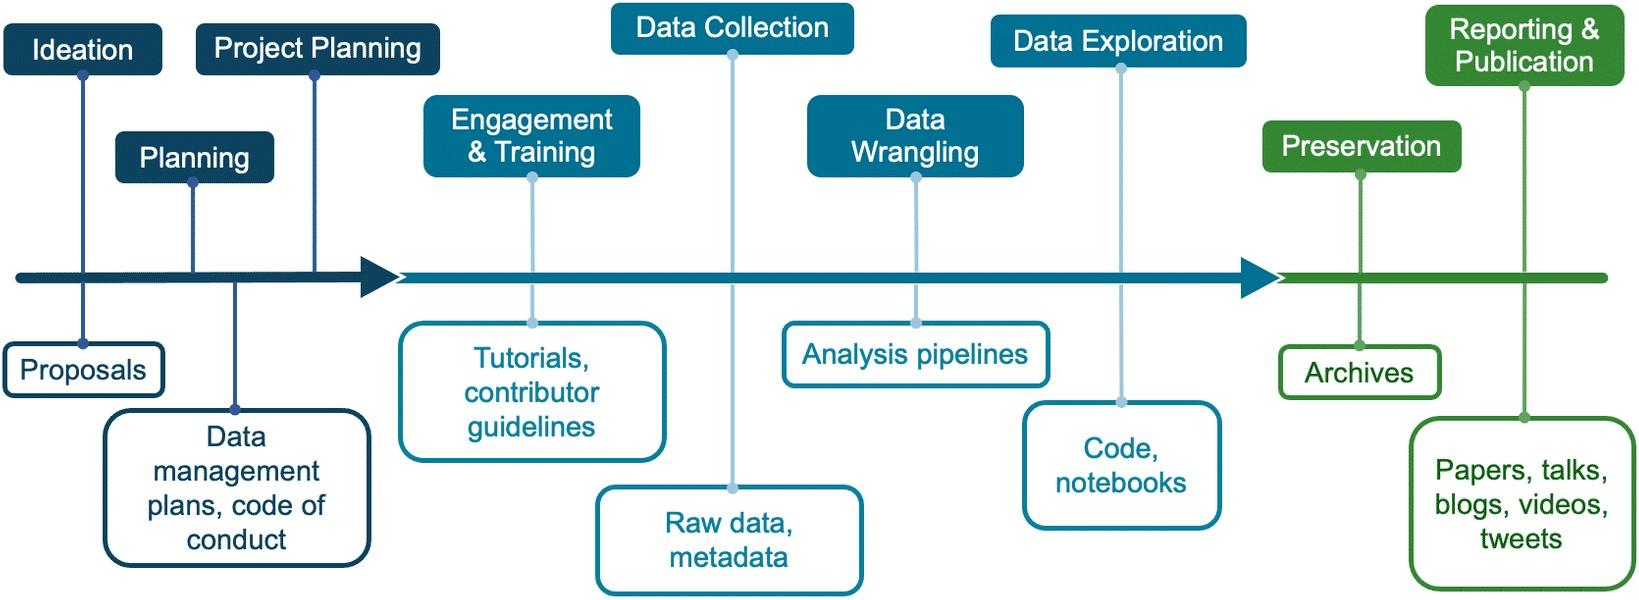 Ideation
Planning
Project Planning
Engagement
& Training
Data Collection
Data
Wrangling
Data Exploration
Preservation
Reporting &
Publication
Proposals
Data
management
plans, code of
conduct
Tutorials,
contributor
guidelines
Raw data,
metadata
Analysis pipelines
Code,
notebooks
Archives
Papers, talks,
blogs, videos,
tweets